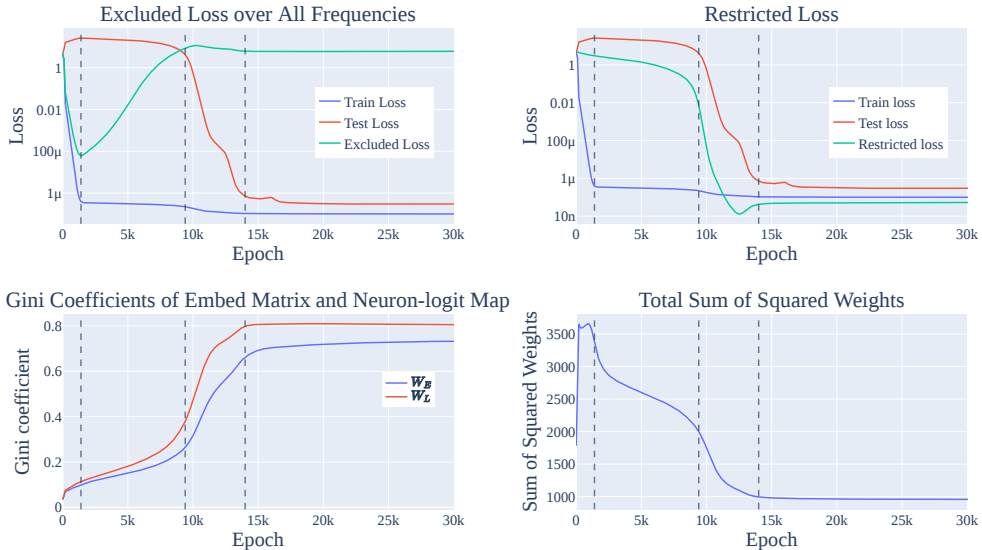 Excluded Loss over All Frequencies
Loss
1
0.01
100μ
1μ
Train Loss
Test Loss
Excluded Loss
0 5k 10k 15k 20k 25k 30k
Epoch
Restricted Loss
Loss
1
0.01
100μ
1μ
10n
Train loss
Test loss
Restricted loss
0 5k 10k 15k 20k 25k 30k
Epoch
Gini Coefficients of Embed Matrix and Neuron-logit Map
Gini coefficient
0.8
0.6
0.4
0.2
0
W_E
W_L
0 5k 10k 15k 20k 25k 30k
Epoch
Total Sum of Squared Weights
Sum of Squared Weights
3500
3000
2500
2000
1500
1000
0 5k 10k 15k 20k 25k 30k
Epoch